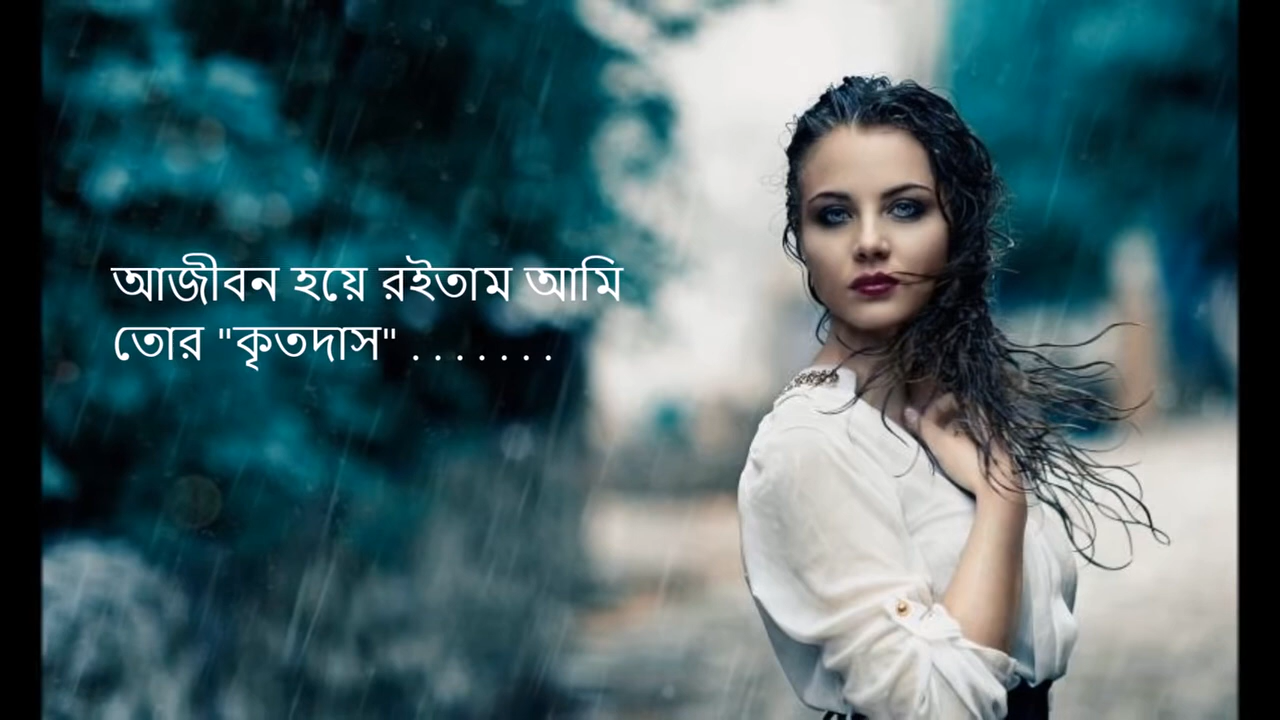 আজীবন হয়ে রইতাম আমি
তোর "কৃতদাস" . . . . . . .